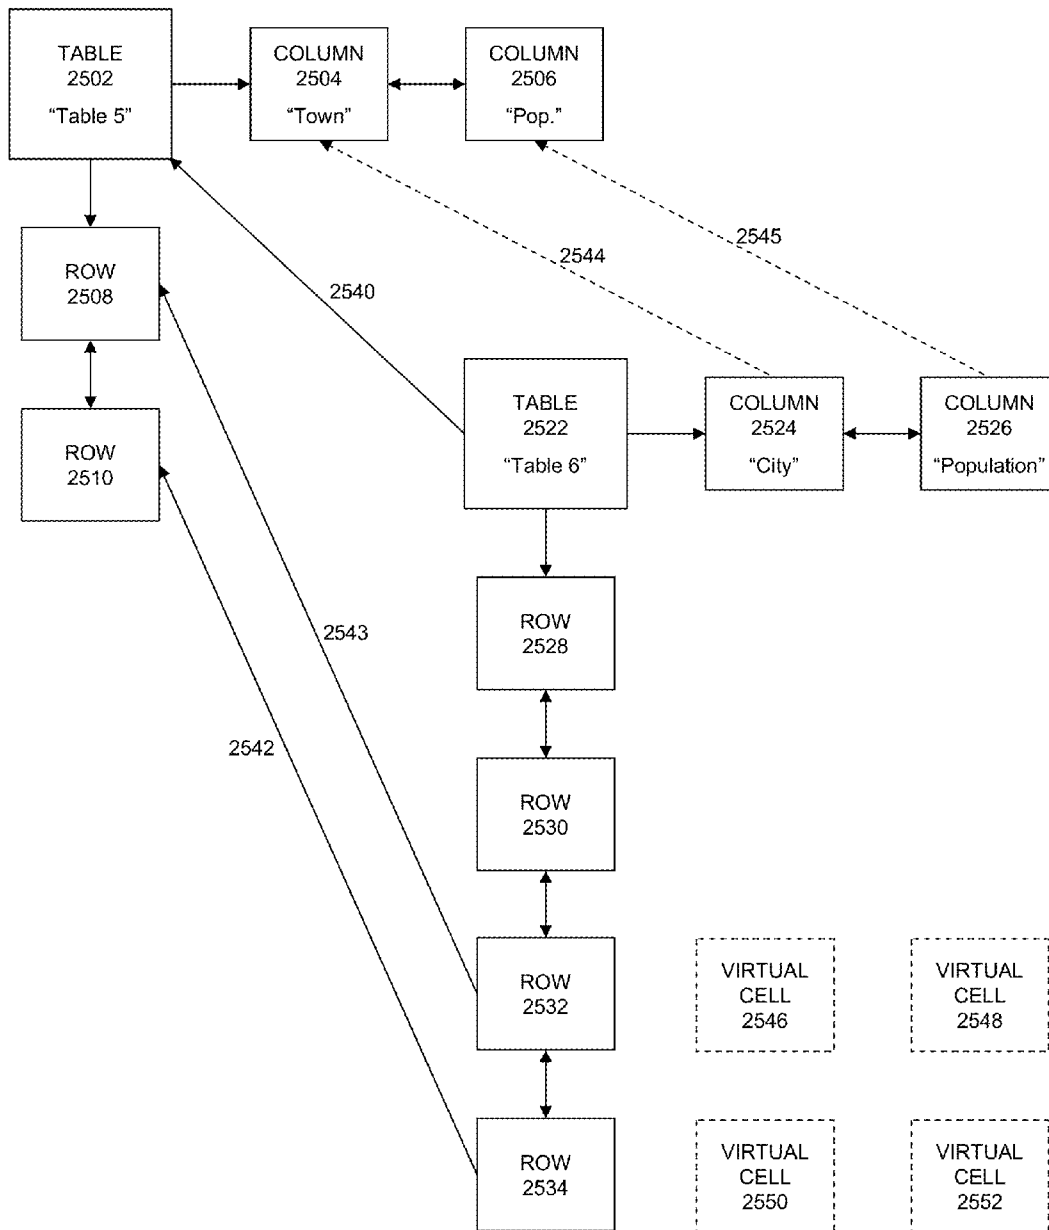 TABLE
2502
"Table 5"
COLUMN
2504
"Town"
COLUMN
2506
"Pop."
2544
2545
ROW
2508
2540
ROW
2510
TABLE
2522
"Table 6"
COLUMN
2524
"City"
COLUMN
2526
"Population"
2543
ROW
2528
2542
ROW
2530
ROW
2532
VIRTUAL
CELL
2546
VIRTUAL
CELL
2548
ROW
2534
VIRTUAL
CELL
2550
VIRTUAL
CELL
2552